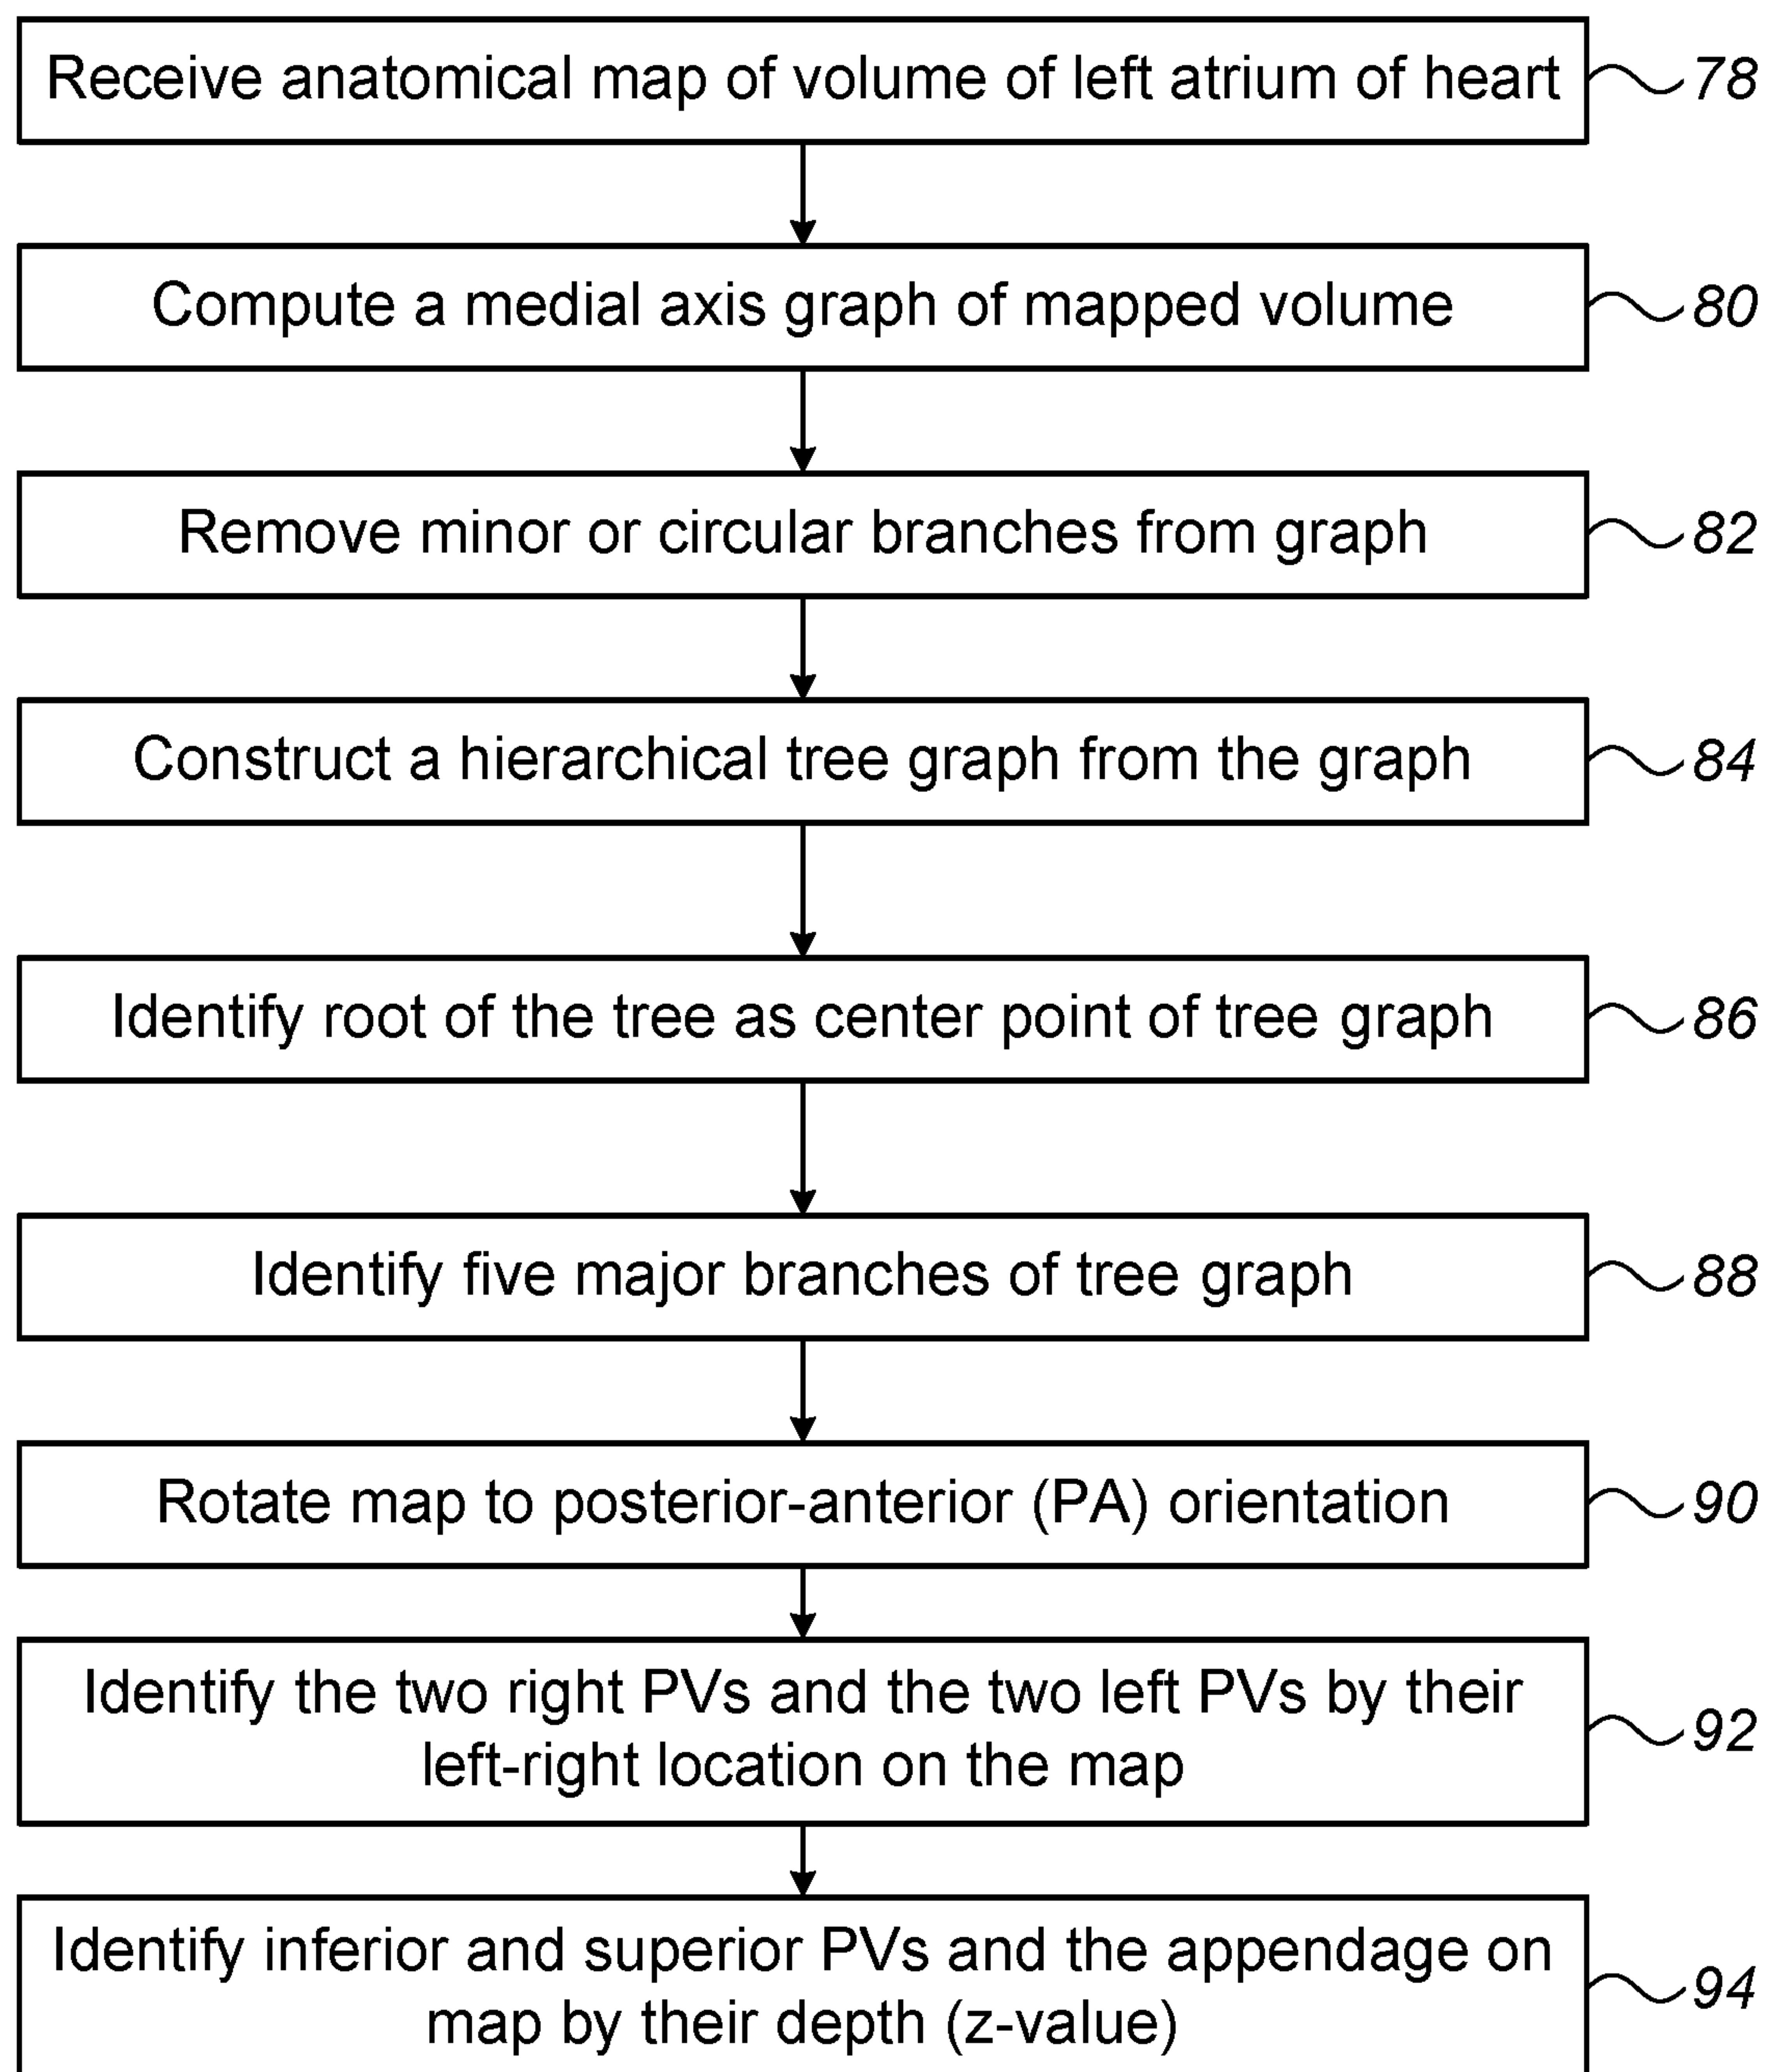 Receive anatomical map of volume of left atrium of heart
78
Compute a medial axis graph of mapped volume
80
Remove minor or circular branches from graph
82
Construct a hierarchical tree graph from the graph
84
Identify root of the tree as center point of tree graph
86
Identify five major branches of tree graph
88
Rotate map to posterior-anterior (PA) orientation
90
Identify the two right PVs and the two left PVs by their
left-right location on the map
92
Identify inferior and superior PVs and the appendage on
map by their depth (z-value)
94